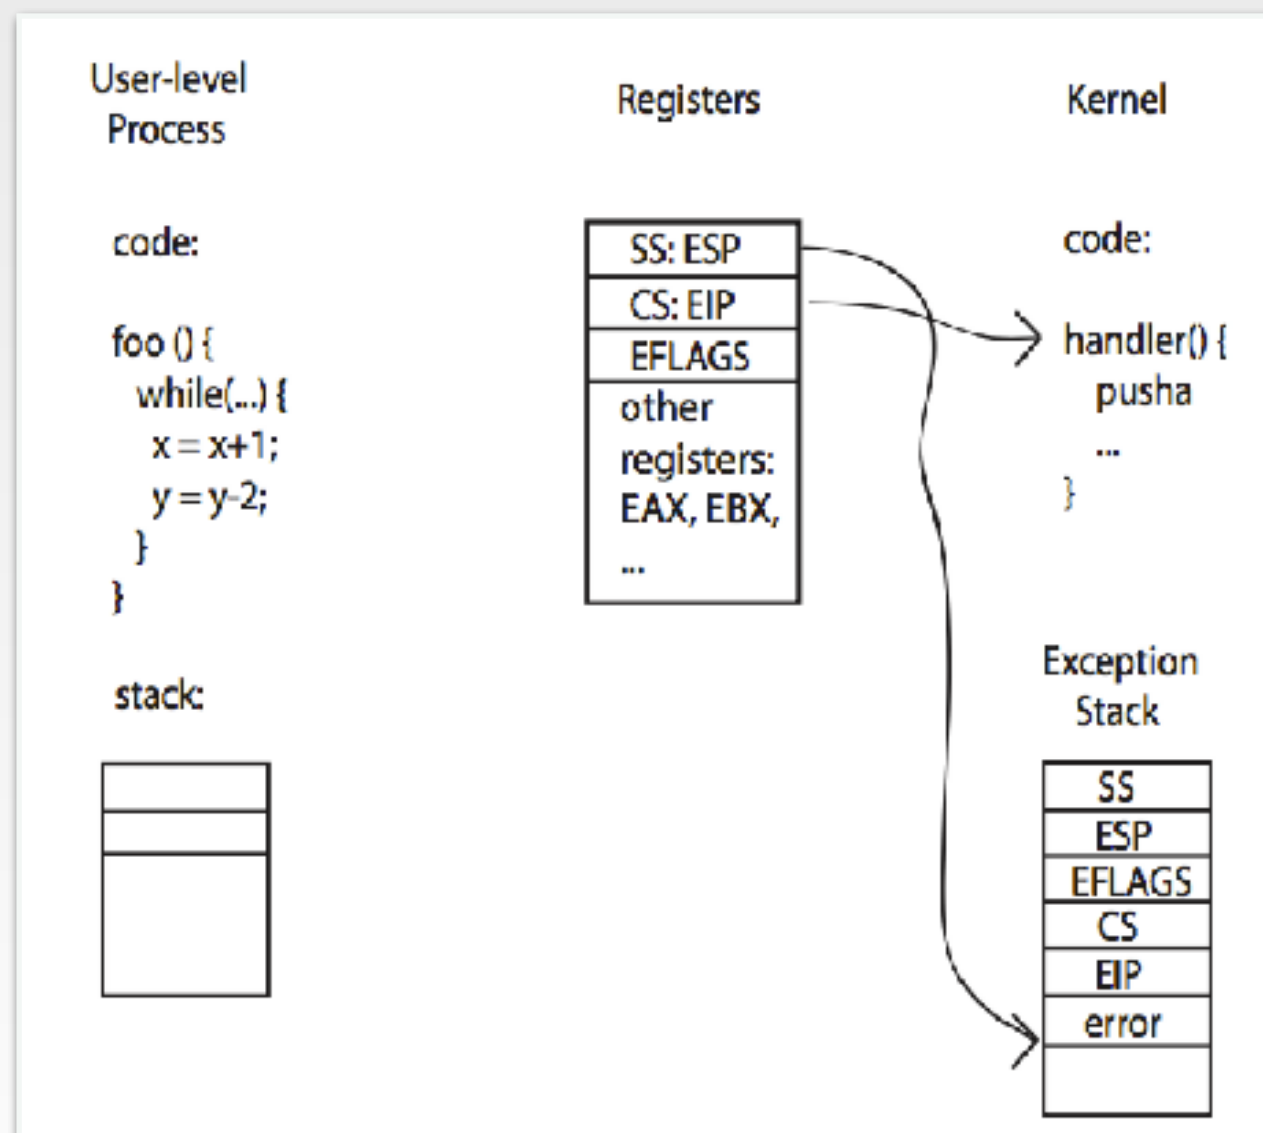 User-level
Process
code:
foo () {
while(...) {
x = x+1;
y = y-2;
}
}
stack:
Registers
SS: ESP
CS: EIP
EFLAGS
other
registers:
EAX, EBX,
...
Kernel
code:
handler() {
pusha
...
}
Exception
Stack
SS
ESP
EFLAGS
CS
EIP
error